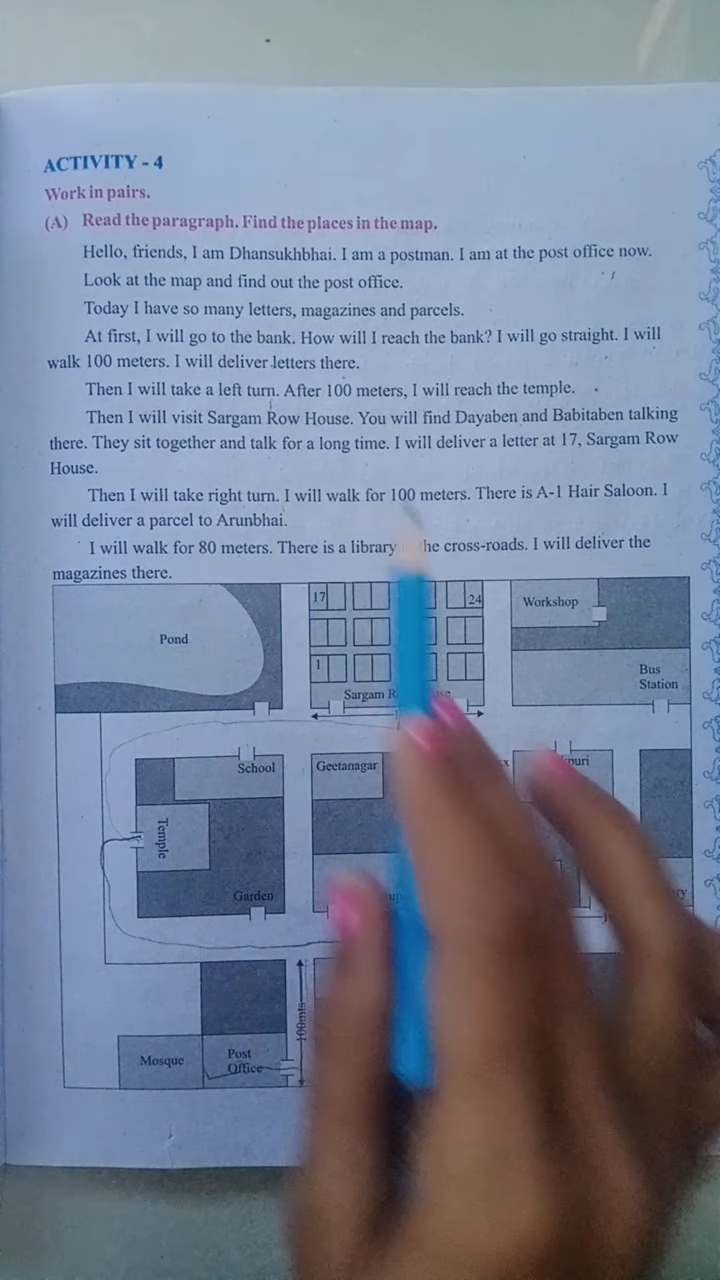 ACTIVITY - 4
Work in pairs.
(A) Read the paragraph. Find the places in the map.
Hello, friends, I am Dhansukhbhai. I am a postman. I am at the post office now.
Look at the map and find out the post office.
Today I have so many letters, magazines and parcels.
At first, I will go to the bank. How will I reach the bank? I will go straight. I will
walk 100 meters. I will deliver letters there.
Then I will take a left turn. After 100 meters, I will reach the temple.
Then I will visit Sargam Row House. You will find Dayaben and Babitaben talking
there. They sit together and talk for a long time. I will deliver a letter at 17, Sargam Row
House.
Then I will take right turn. I will walk for 100 meters. There is A-1 Hair Saloon. I
will deliver a parcel to Arunbhai.
I will walk for 80 meters. There is a library the cross-roads. I will deliver the
magazines there.
17
24
Workshop
Pond
1
Bus
Station
Sargam
School
Geetanagar
Temple
Garden
100mts
Mosque
Post
Office